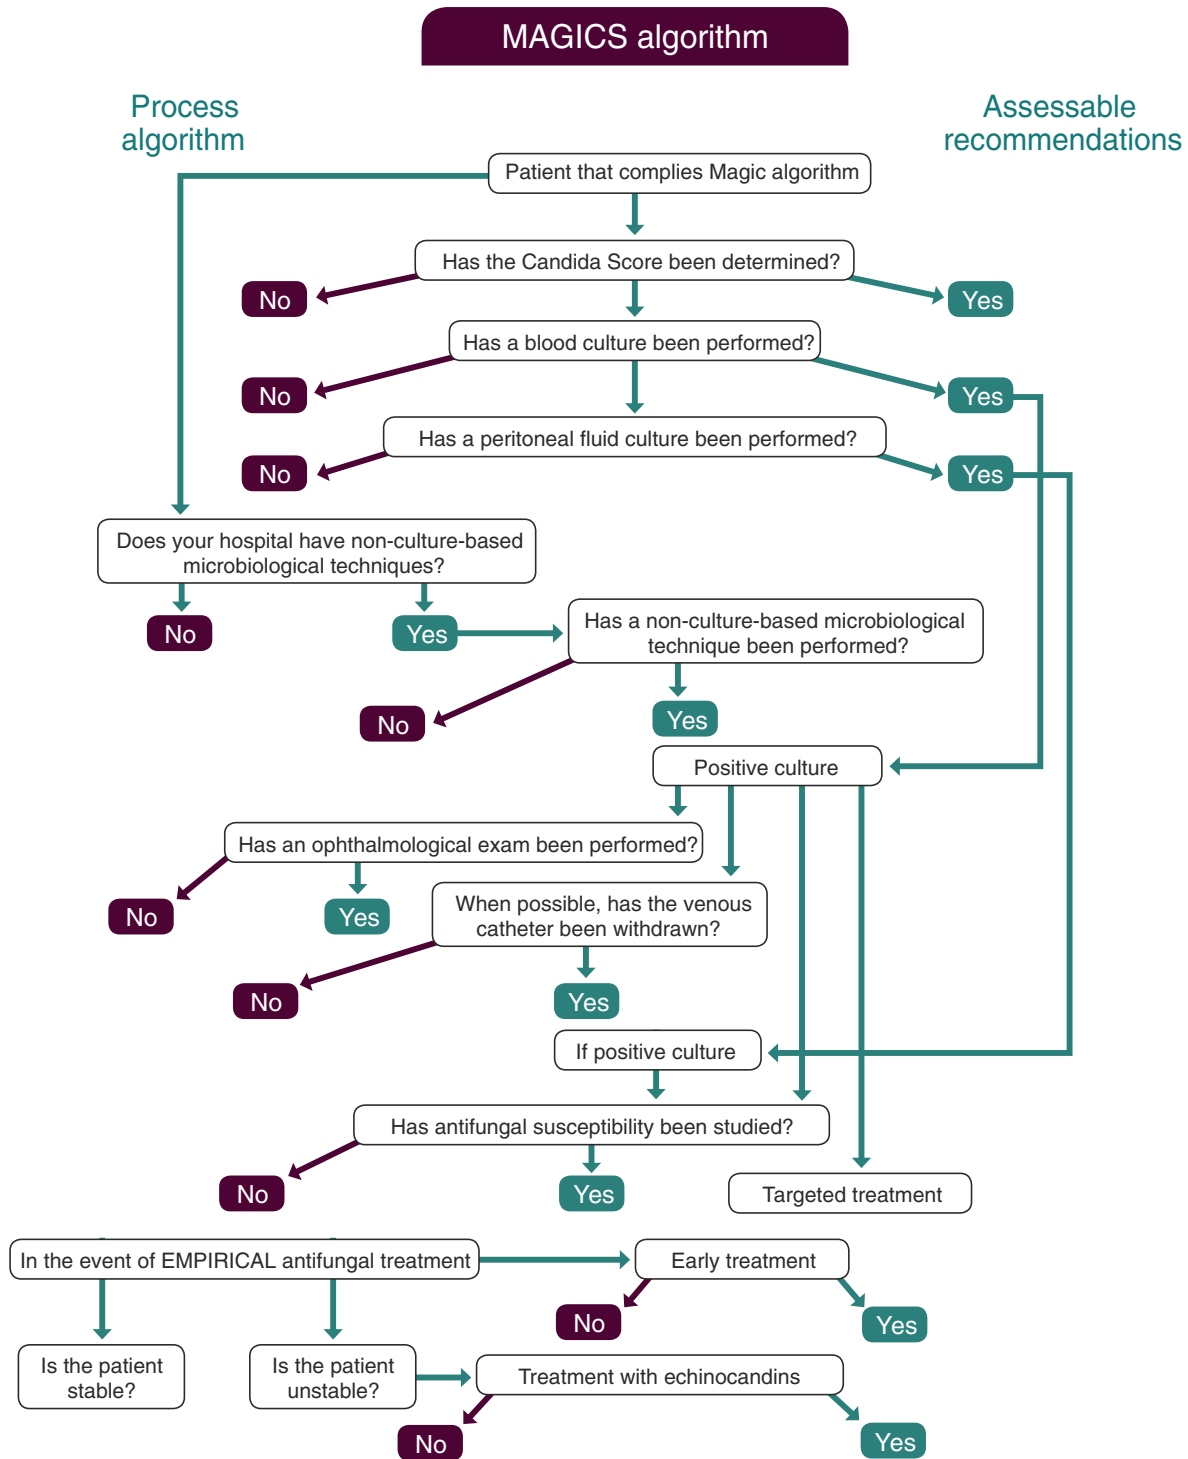 MAGICS algorithm
Process
algorithm
Assessable
recommendations
Patient that complies Magic algorithm
Has the Candida Score been determined?
No
Yes
Has a blood culture been performed?
No
Yes
Has a peritoneal fluid culture been performed?
No
Yes
Does your hospital have non-culture-based
microbiological techniques?
No
Yes
Has a non-culture-based microbiological
technique been performed?
No
Yes
Positive culture
Has an ophthalmological exam been performed?
No
Yes
When possible, has the venous
catheter been withdrawn?
No
Yes
If positive culture
Has antifungal susceptibility been studied?
No
Yes
Targeted treatment
In the event of EMPIRICAL antifungal treatment
Early treatment
No
Yes
Is the patient
stable?
Is the patient
unstable?
Treatment with echinocandins
No
Yes